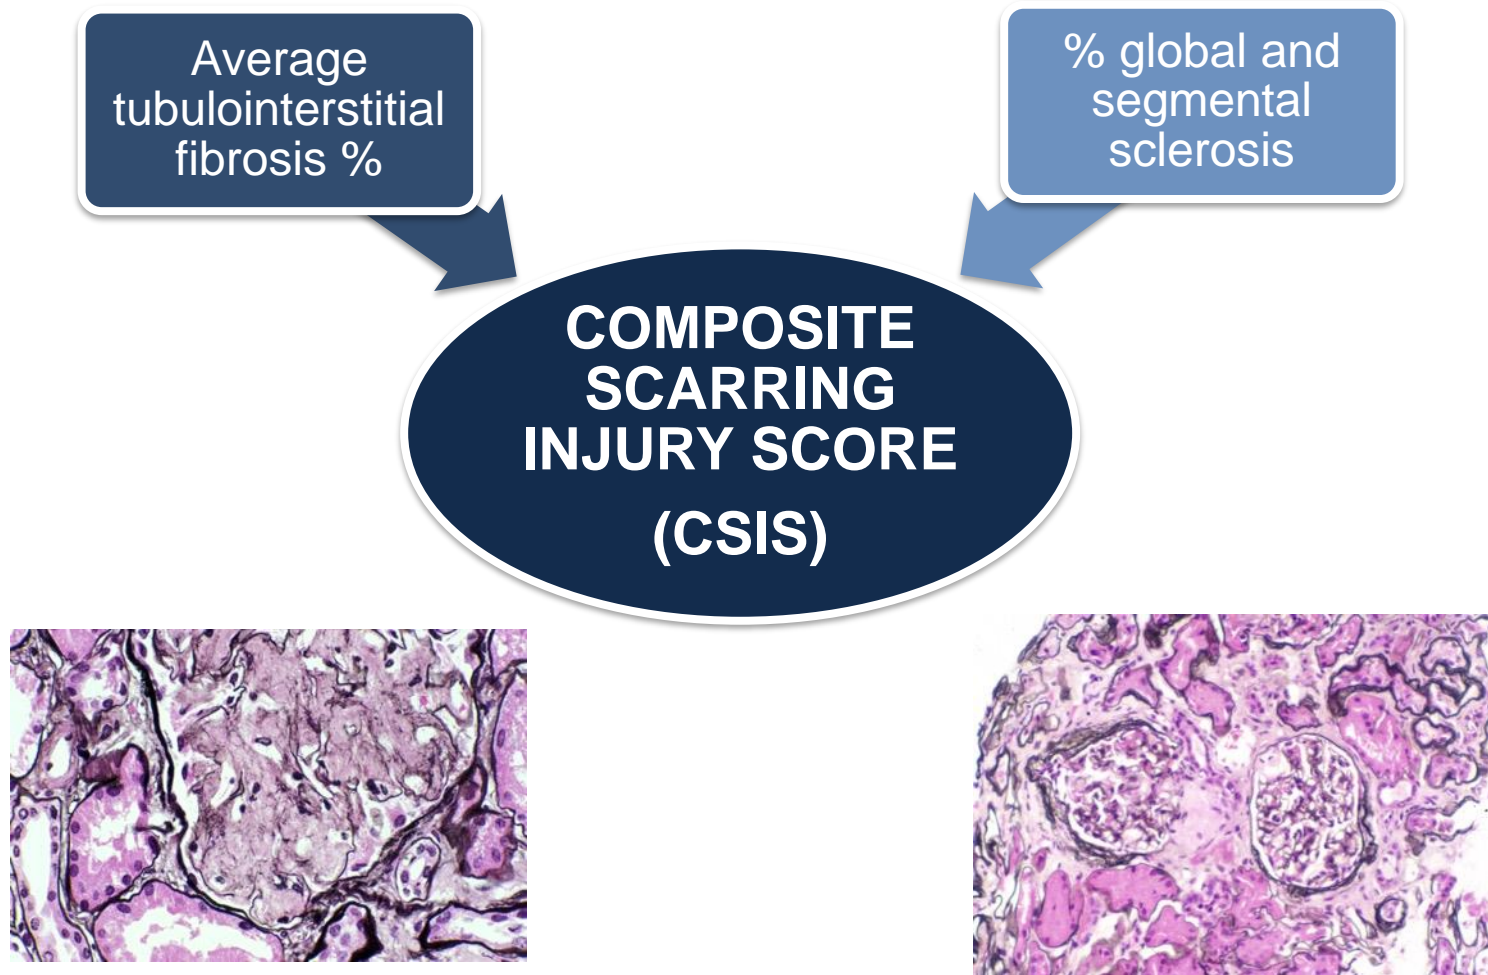 Average
tubulointerstitial
fibrosis %
% global and
segmental
sclerosis
COMPOSITE
SCARRING
INJURY SCORE
(CSIS)